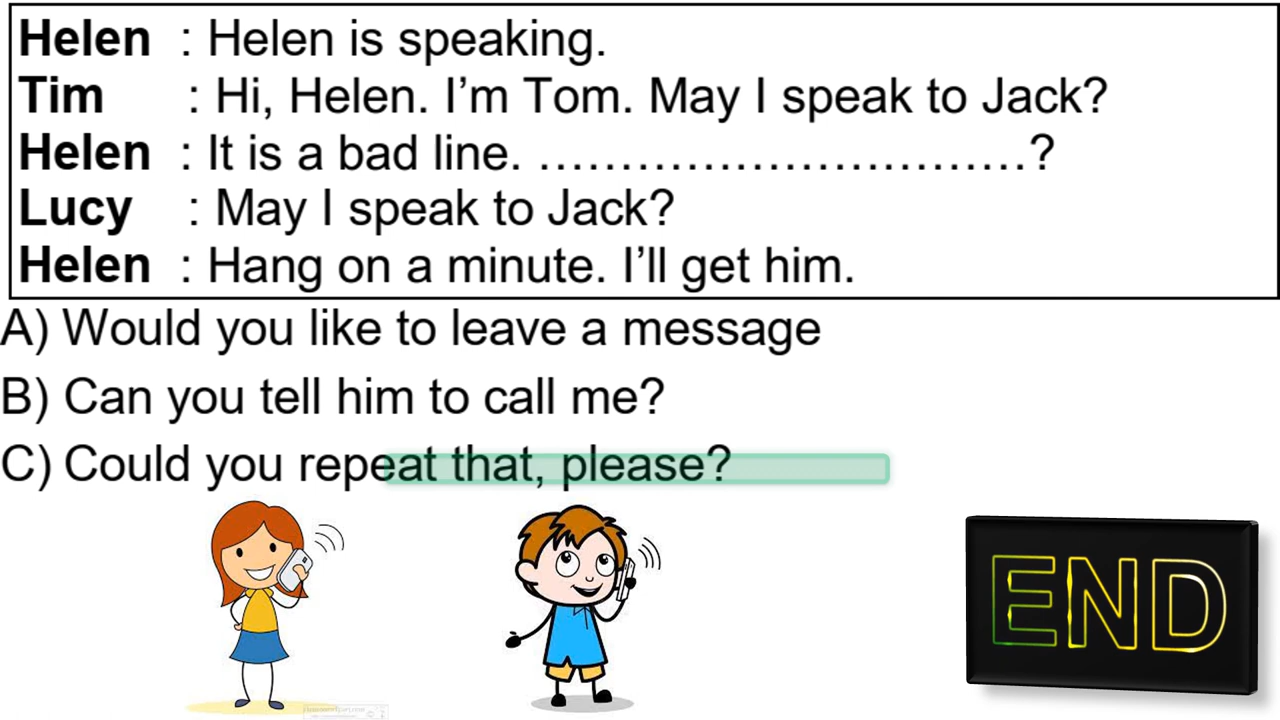 Helen : Helen is speaking.
Tim : Hi, Helen. I’m Tom. May I speak to Jack?
Helen : It is a bad line. …………………………?
Lucy : May I speak to Jack?
Helen : Hang on a minute. I’ll get him.
A) Would you like to leave a message
B) Can you tell him to call me?
C) Could you repeat that, please?
END